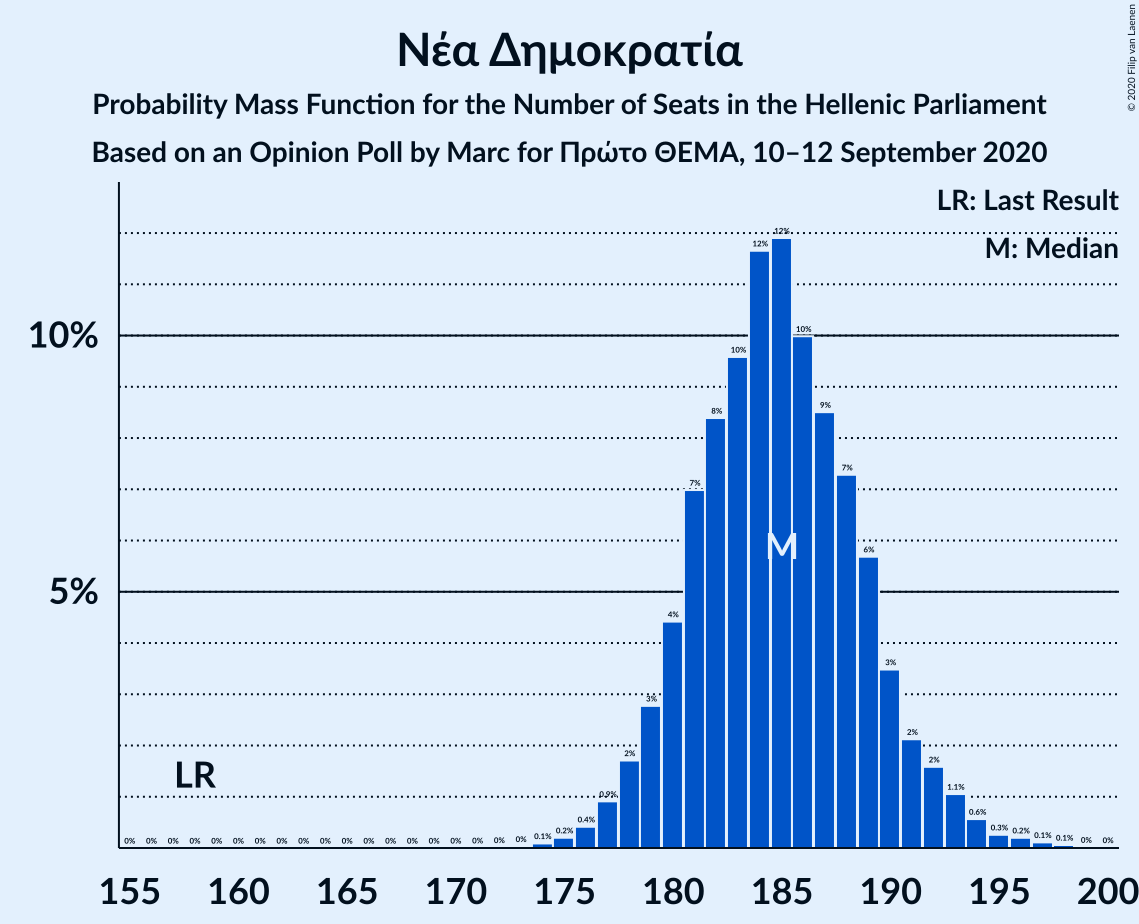 Νέα Δημοκρατία
Probability Mass Function for the Number of Seats in the Hellenic Parliament
Based on an Opinion Poll by Marc for Πρώτο ΘΕΜΑ, 10–12 September 2020
© 2020 Filip van Laenen
LR: Last Result
M: Median
10%
5%
LR
M
0% 0% 0% 0% 0% 0% 0% 0% 0% 0% 0% 0% 0% 0% 0% 0% 0% 0% 0% 0.1% 0.2% 0.4% 0.9% 2% 3% 4% 7% 8% 10% 12% 12% 10% 9% 7% 6% 3% 2% 2% 1.1% 0.6% 0.3% 0.2% 0.1% 0.1% 0% 0%
155 160 165 170 175 180 185 190 195 200